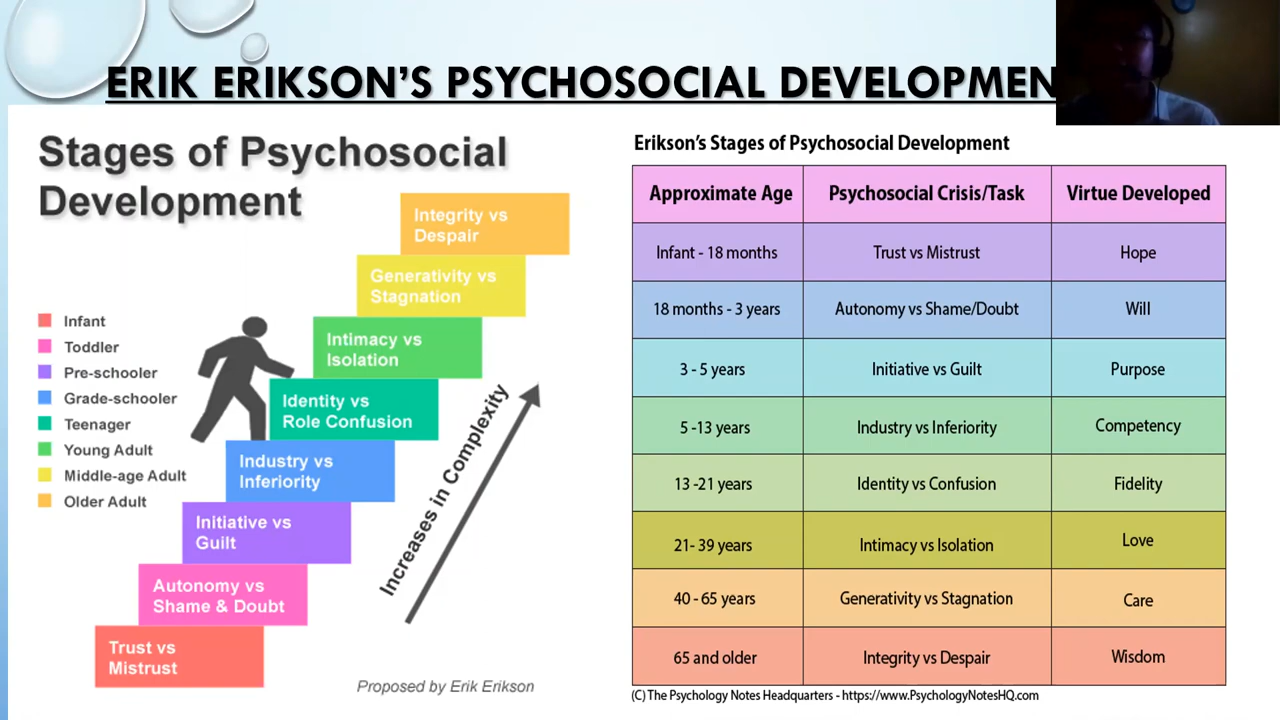 ERIK ERIKSON'S PSYCHOSOCIAL DEVELOPMEN
Stages of Psychosocial
Development
Integrity vs
Despair
Generativity vs
Stagnation
Intimacy vs
Isolation
Identity vs
Role Confusion
Industry vs
Inferiority
Initiative vs
Guilt
Autonomy vs
Shame & Doubt
Trust vs
Mistrust
Infant
Toddler
Pre-schooler
Grade-schooler
Teenager
Young Adult
Middle-age Adult
Older Adult
Increases in Complexity
Proposed by Erik Erikson
Erikson's Stages of Psychosocial Development
Approximate Age Psychosocial Crisis/Task Virtue Developed
Infant - 18 months Trust vs Mistrust Hope
18 months - 3 years Autonomy vs Shame/Doubt Will
3 - 5 years Initiative vs Guilt Purpose
5 -13 years Industry vs Inferiority Competency
13 -21 years Identity vs Confusion Fidelity
21- 39 years Intimacy vs Isolation Love
40 - 65 years Generativity vs Stagnation Care
65 and older Integrity vs Despair Wisdom
(C) The Psychology Notes Headquarters - https://www.PsychologyNotesHQ.com